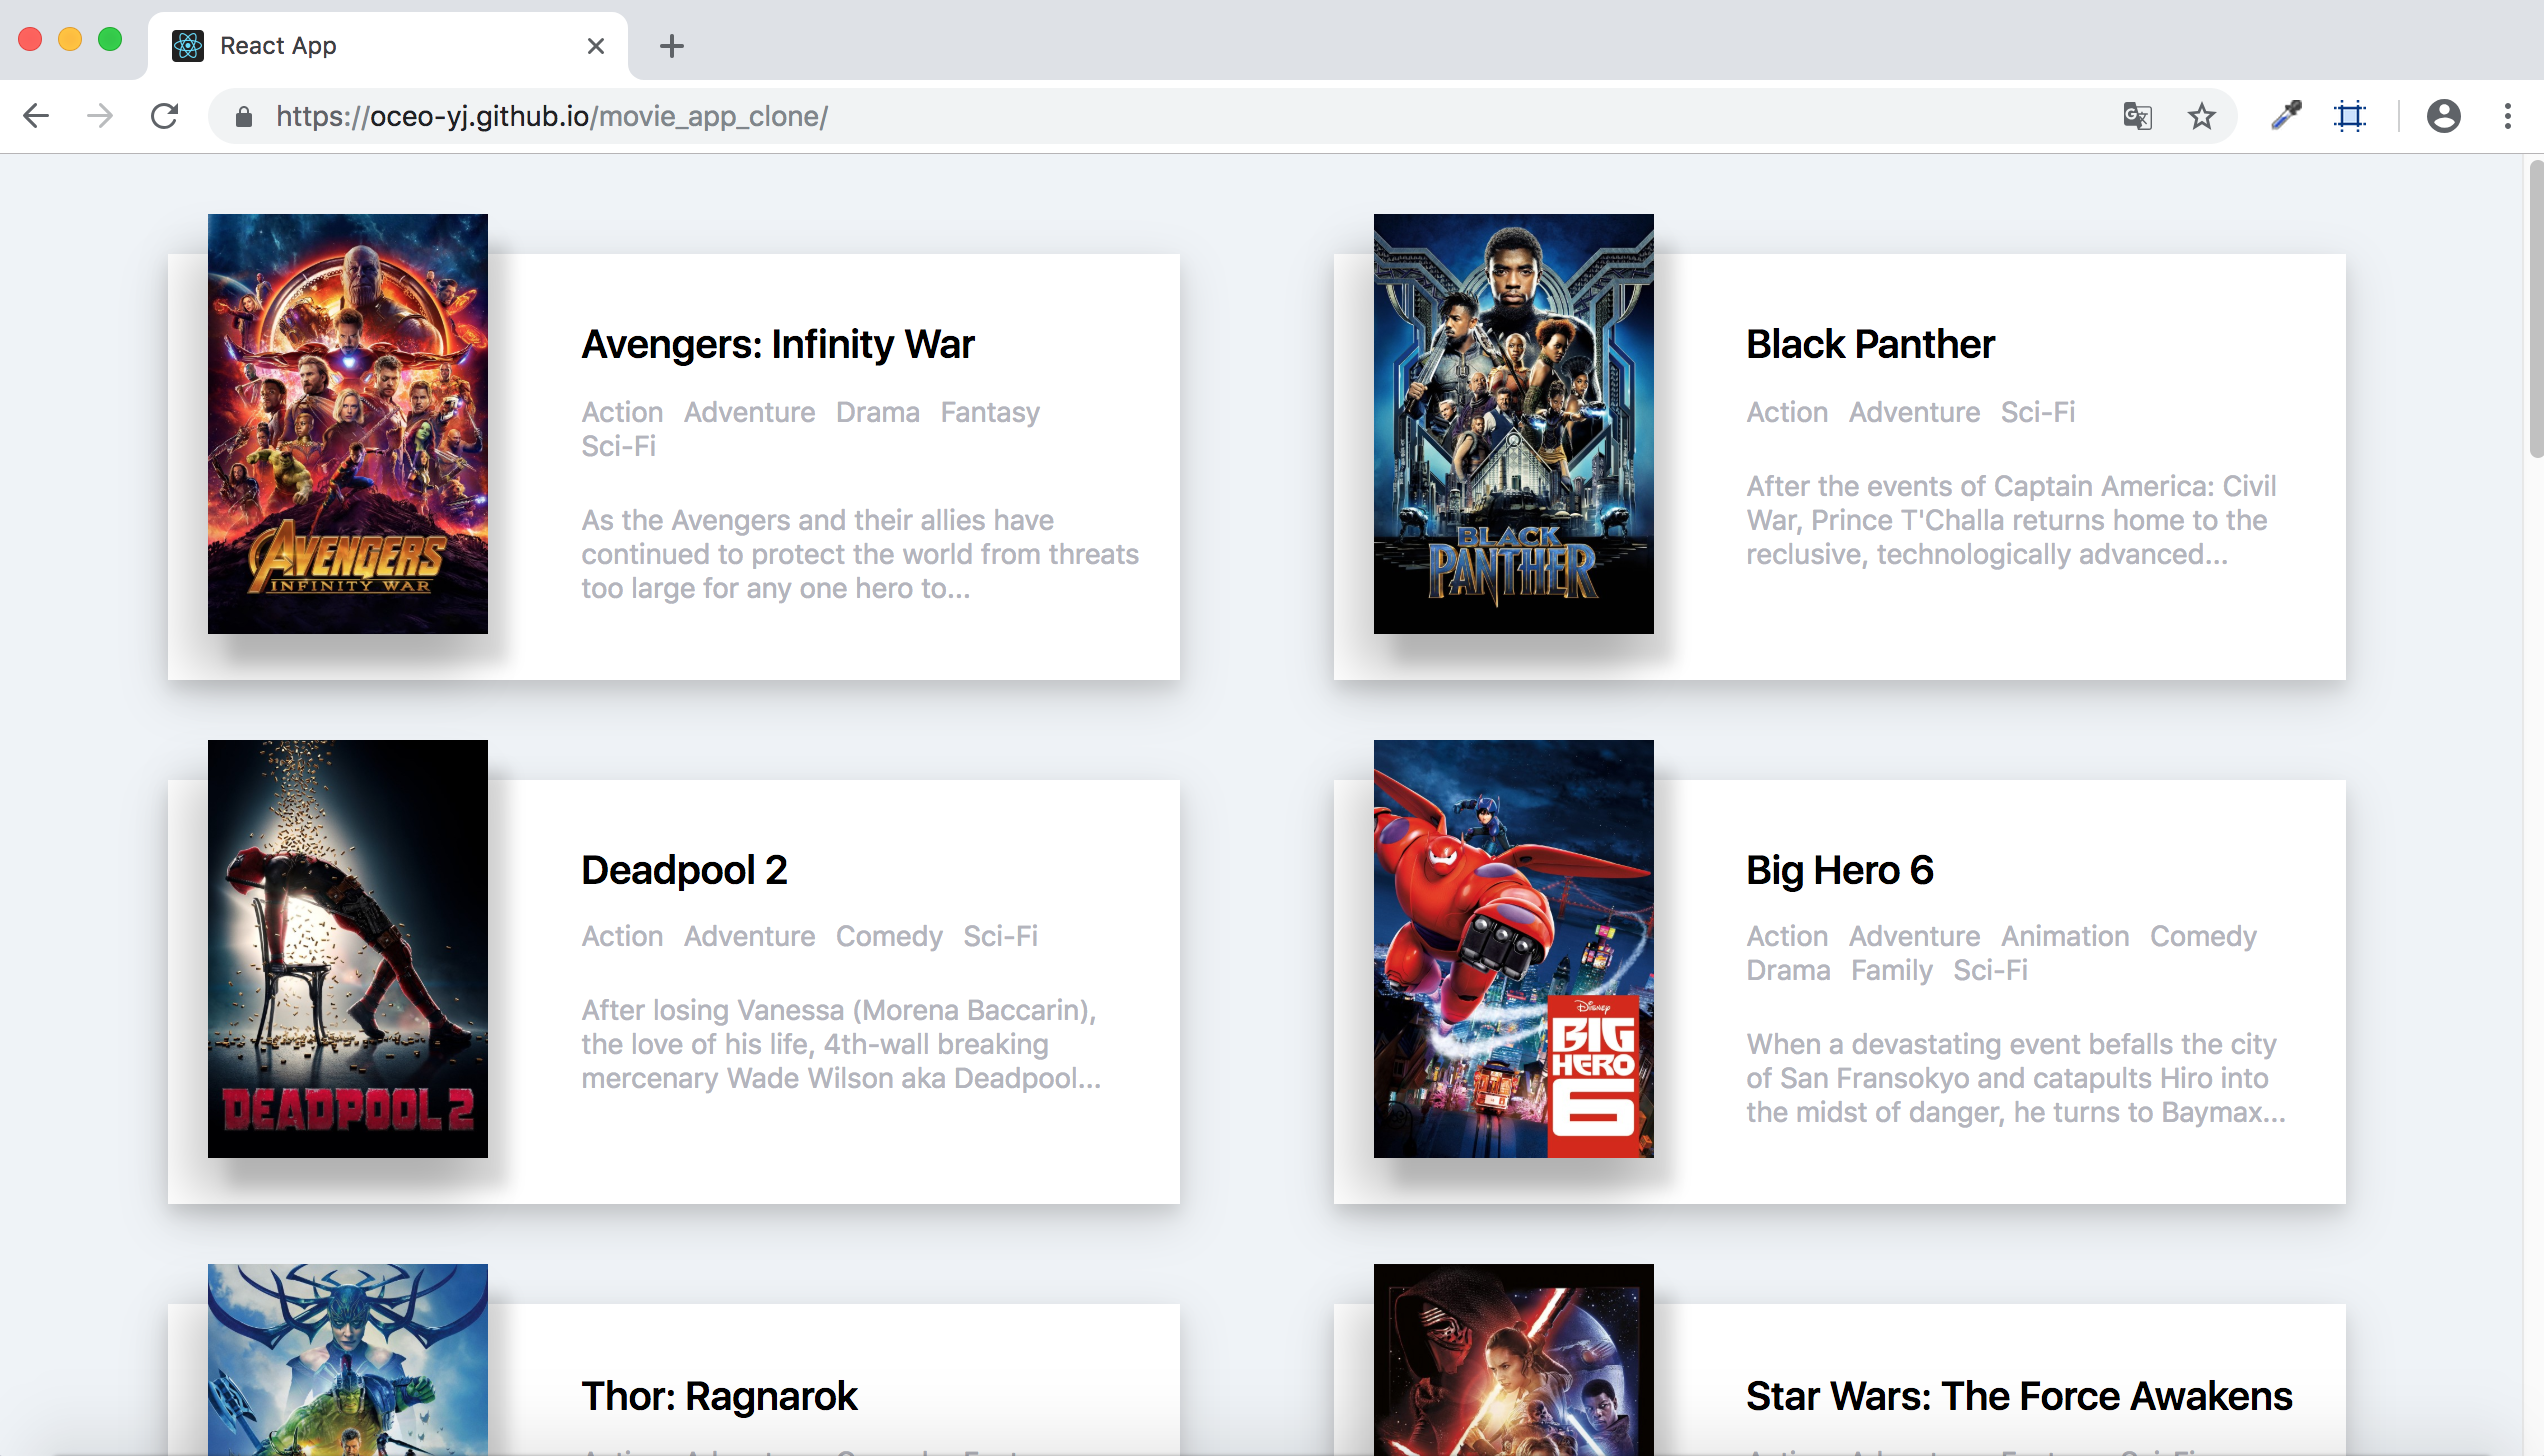 React App
https://oceo-yj.github.io/movie_app_clone/
Avengers: Infinity War
Action Adventure Drama Fantasy
Sci-Fi
As the Avengers and their allies have
continued to protect the world from threats
too large for any one hero to...
AVENGERS
INFINITY WAR
Black Panther
Action Adventure Sci-Fi
After the events of Captain America: Civil
War, Prince T'Challa returns home to the
reclusive, technologically advanced...
BLACK
PANTHER
Deadpool 2
Action Adventure Comedy Sci-Fi
After losing Vanessa (Morena Baccarin),
the love of his life, 4th-wall breaking
mercenary Wade Wilson aka Deadpool...
DEADPOOL 2
Big Hero 6
Action Adventure Animation Comedy
Drama Family Sci-Fi
When a devastating event befalls the city
of San Fransokyo and catapults Hiro into
the midst of danger, he turns to Baymax...
DISNEY
BIG
HERO
6
Thor: Ragnarok
Star Wars: The Force Awakens